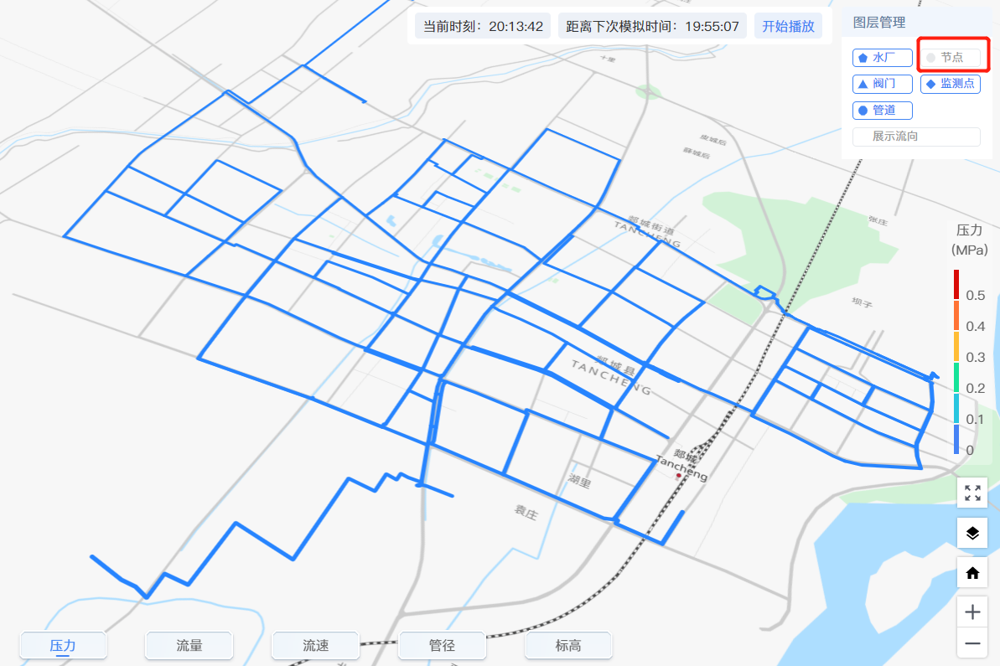 当前时刻：20:13:42
距离下次模拟时间：19:55:07
开始播放
图层管理
水厂
节点
阀门
监测点
管道
展示流向
十里
皮城后
薛城后
郯城街道
TANCHENG
张庄
坝子
压力
(MPa)
0.5
0.4
0.3
0.2
0.1
0
郯城县
TANCHENG
郯城
Tancheng
湖里
袁庄
压力
流量
流速
管径
标高